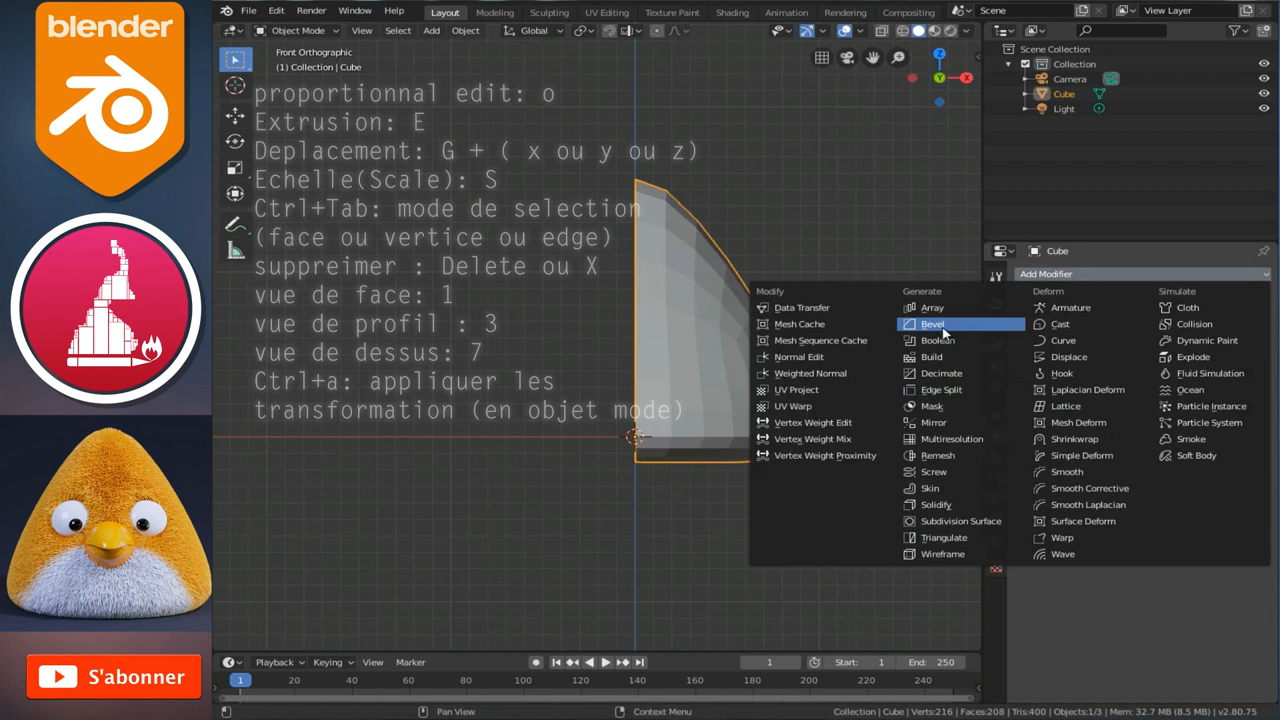 blender
S'abonner
File Edit Render Window Help
Layout Modeling Sculpting UV Editing Texture Paint Shading Animation Rendering Compositing
Scene
View Layer
Object Mode
View Select Add Object
Global
Front Orthographic
(1) Collection | Cube
proportionnal edit: o
Extrusion: E
Deplacement: G + ( x ou y ou z)
Echelle(Scale): S
Ctrl+Tab: mode de selection
(face ou vertice ou edge)
suppreimer : Delete ou X
vue de face: 1
vue de profil : 3
vue de dessus: 7
Ctrl+a: appliquer les
transformation (en objet mode)
Z
Y
X
Scene Collection
Collection
Camera
Cube
Light
Cube
Add Modifier
Modify
Data Transfer
Mesh Cache
Mesh Sequence Cache
Normal Edit
Weighted Normal
UV Project
UV Warp
Vertex Weight Edit
Vertex Weight Mix
Vertex Weight Proximity
Generate
Array
Bevel
Boolean
Build
Decimate
Edge Split
Mask
Mirror
Multiresolution
Remesh
Screw
Skin
Solidify
Subdivision Surface
Triangulate
Wireframe
Deform
Armature
Cast
Curve
Displace
Hook
Laplacian Deform
Lattice
Mesh Deform
Shrinkwrap
Simple Deform
Smooth
Smooth Corrective
Smooth Laplacian
Surface Deform
Warp
Wave
Simulate
Cloth
Collision
Dynamic Paint
Explode
Fluid Simulation
Ocean
Particle Instance
Particle System
Smoke
Soft Body
Playback Keying View Marker
1
Start: 1
End: 250
1 20 40 60 80 100 120 140 160 180 200 220 240
Pan View
Context Menu
Collection | Cube | Verts:216 | Faces:208 | Tris:400 | Objects:1/3 | Mem: 32.7 MB (8.5 MB) | v2.80.75